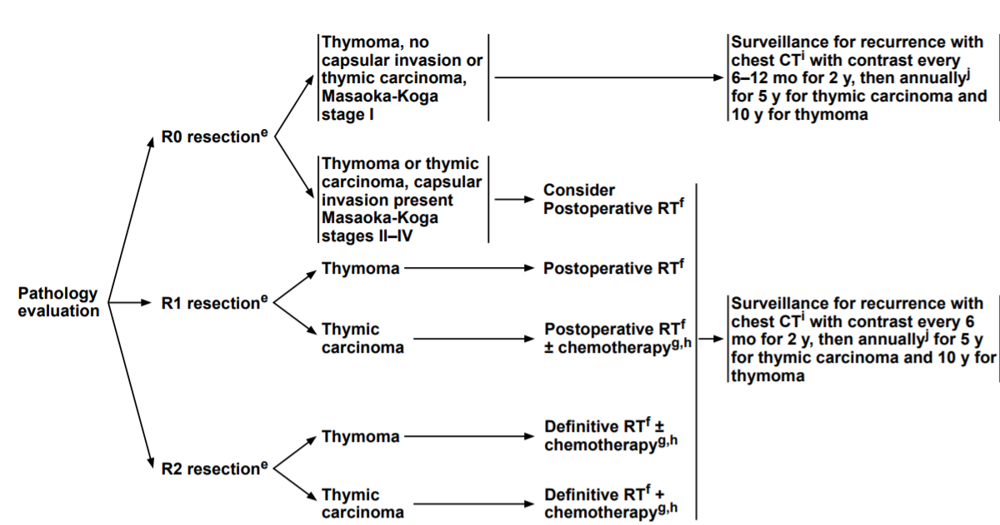 Pathology
evaluation
R0 resectionᵉ
Thymoma, no
capsular invasion or
thymic carcinoma,
Masaoka-Koga
stage I
Surveillance for recurrence with
chest CTⁱ with contrast every
6–12 mo for 2 y, then annuallyʲ
for 5 y for thymic carcinoma and
10 y for thymoma
Thymoma or thymic
carcinoma, capsular
invasion present
Masaoka-Koga
stages II–IV
Consider
Postoperative RTᶠ
R1 resectionᵉ
Thymoma
Postoperative RTᶠ
Thymic
carcinoma
Postoperative RTᶠ
± chemotherapyᵍ,ʰ
Surveillance for recurrence with
chest CTⁱ with contrast every 6
mo for 2 y, then annuallyʲ for 5 y
for thymic carcinoma and 10 y for
thymoma
R2 resectionᵉ
Thymoma
Definitive RTᶠ ±
chemotherapyᵍ,ʰ
Thymic
carcinoma
Definitive RTᶠ +
chemotherapyᵍ,ʰ